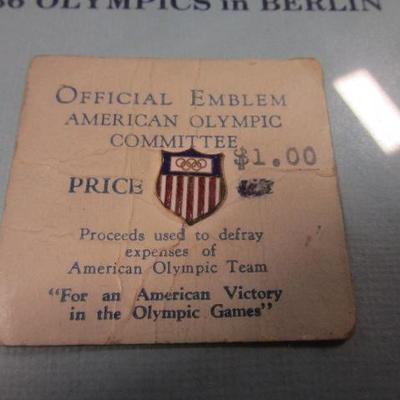 OLYMPICS in BERLIN
OFFICIAL EMBLEM
AMERICAN OLYMPIC
COMMITTEE
$1.00
PRICE
Proceeds used to defray
expenses of
American Olympic Team
"For an American Victory
in the Olympic Games"